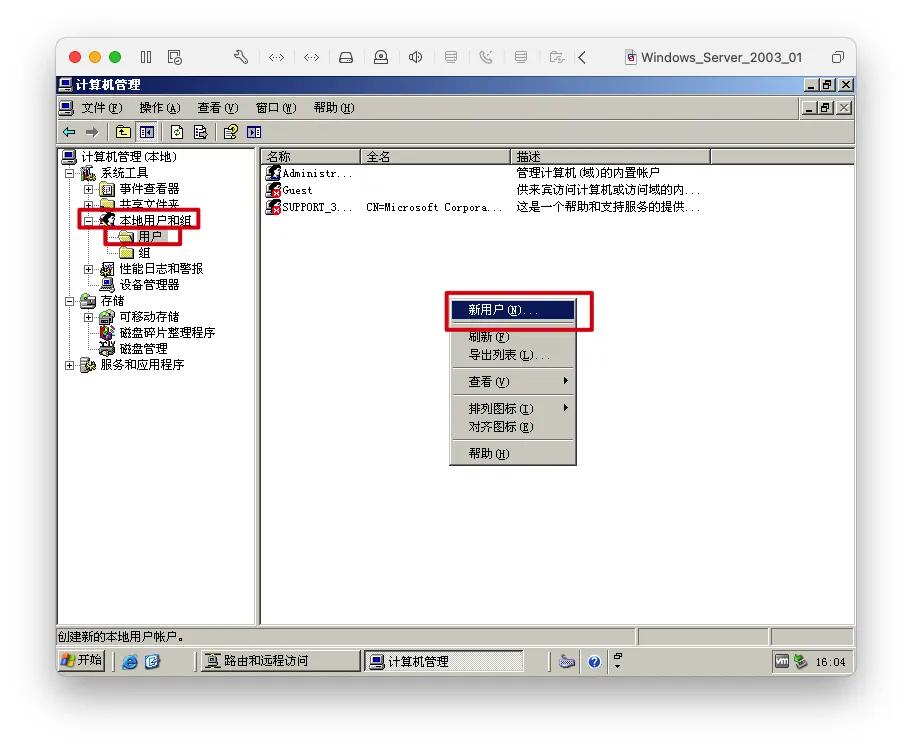 Windows_Server_2003_01
计算机管理
文件(F) 操作(A) 查看(V) 窗口(W) 帮助(H)
计算机管理(本地)
系统工具
事件查看器
共享文件夹
本地用户和组
用户
组
性能日志和警报
设备管理器
存储
可移动存储
磁盘碎片整理程序
磁盘管理
服务和应用程序
名称 全名 描述
Administr... 管理计算机(域)的内置帐户
Guest 供来宾访问计算机或访问域的内...
SUPPORT_3... CN=Microsoft Corpora... 这是一个帮助和支持服务的提供...
新用户(N)...
刷新(F)
导出列表(L)...
查看(V)
排列图标(I)
对齐图标(E)
帮助(H)
创建新的本地用户帐户。
开始 路由和远程访问 计算机管理 16:04